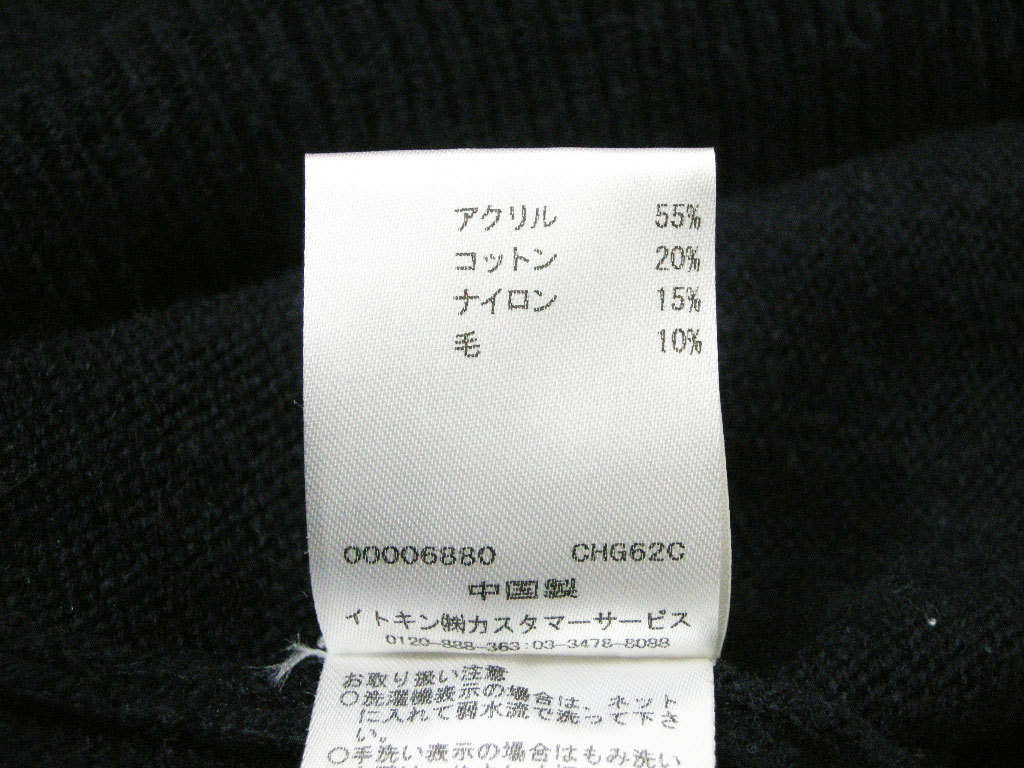 アクリル 55%
コットン 20%
ナイロン 15%
毛 10%
00006880 CHG62C
中国製
イトキン㈱カスタマーサービス
0120-888-363:03-3478-8088
お取り扱い注意
○洗濯機表示の場合は、ネット
に入れて弱水流で洗って下さ
い。
○手洗い表示の場合はもみ洗い